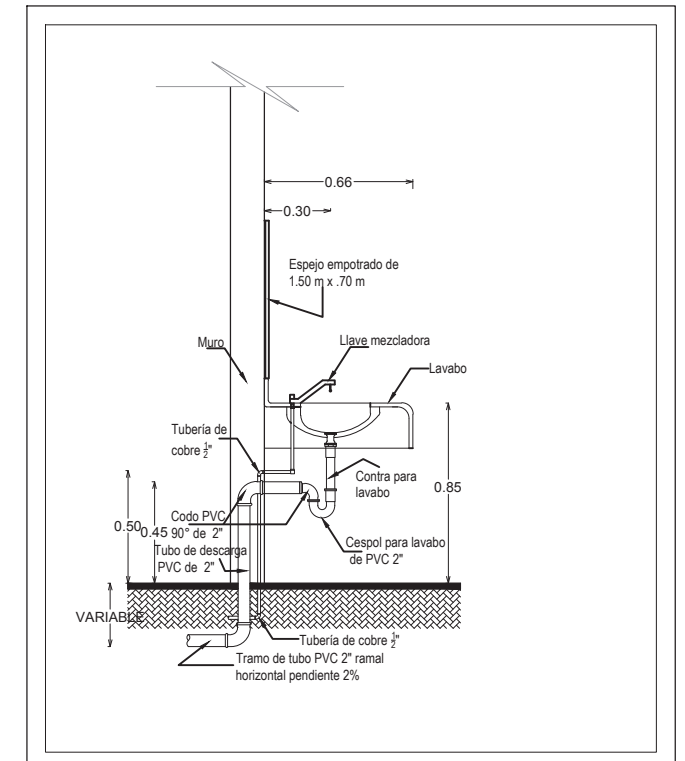 0.66
0.30
Espejo empotrado de
1.50 m x .70 m
Muro
Llave mezcladora
Lavabo
Tubería de
cobre ½"
Contra para
lavabo
0.85
0.50
0.45
Codo PVC
90° de 2"
Cespol para lavabo
de PVC 2"
Tubo de descarga
PVC de 2"
VARIABLE
Tubería de cobre ½"
Tramo de tubo PVC 2" ramal
horizontal pendiente 2%